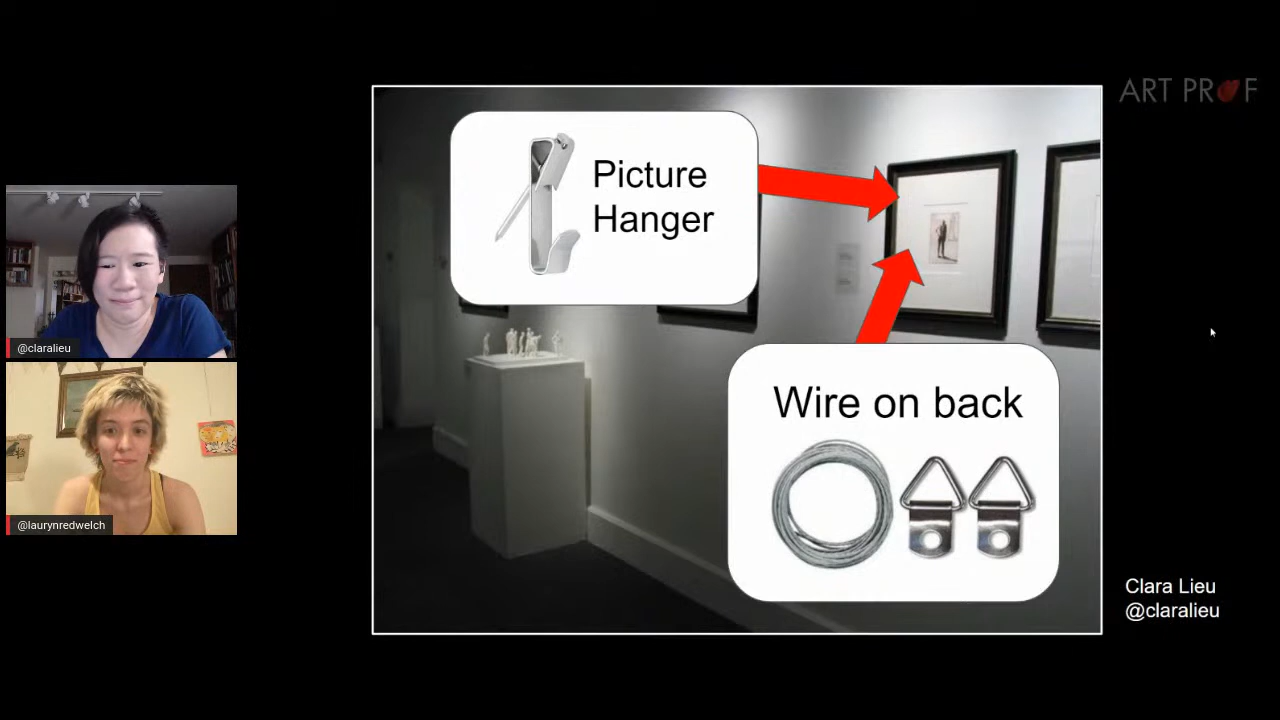 ART PROF
Picture
Hanger
Wire on back
@claralieu
@laurynredwelch
Clara Lieu
@claralieu